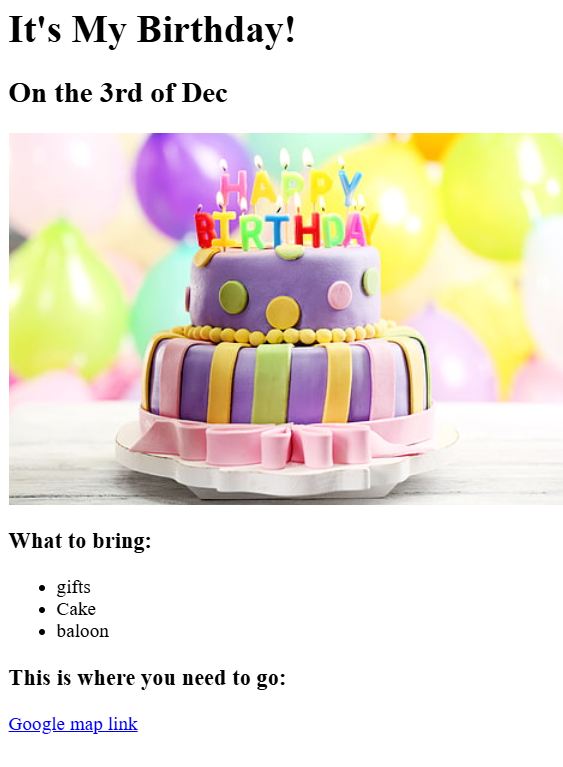 It's My Birthday!
On the 3rd of Dec
HAPPY
BIRTHDAY
What to bring:
gifts
Cake
baloon
This is where you need to go:
Google map link